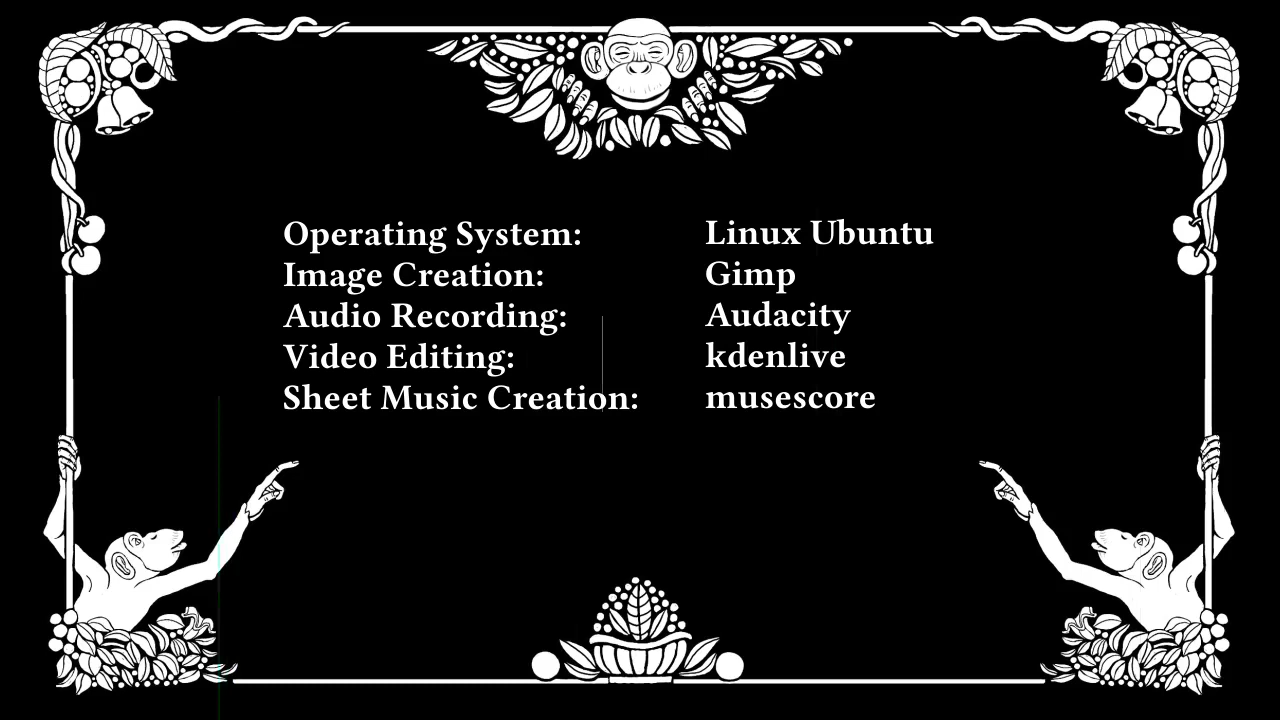 Operating System: Linux Ubuntu
Image Creation: Gimp
Audio Recording: Audacity
Video Editing: kdenlive
Sheet Music Creation: musescore